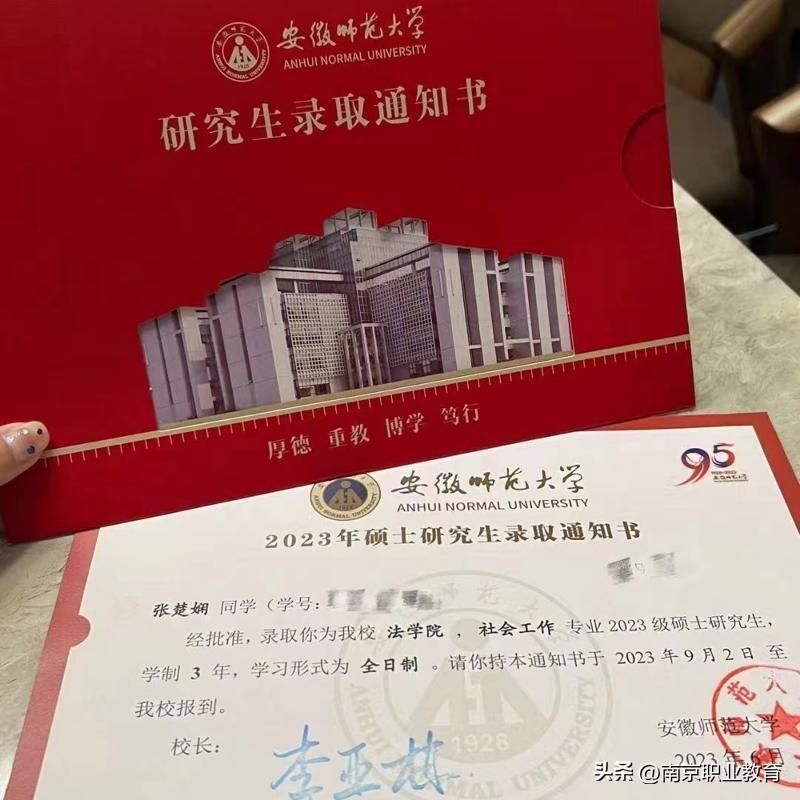 安徽师范大学
ANHUI NORMAL UNIVERSITY
研究生录取通知书
厚德 重教 博学 笃行
安徽师范大学
ANHUI NORMAL UNIVERSITY
95
2023年硕士研究生录取通知书
张楚娴 同学(学号:
经批准,录取你为我校 法学院 , 社会工作 专业 2023 级硕士研究生,
学制 3 年,学习形式为 全日制 。请你持本通知书于 2023 年 9 月 2 日 至
我校报到。
校长:
安徽师范大学
2023 年 6 月
1928
头条 @南京职业教育